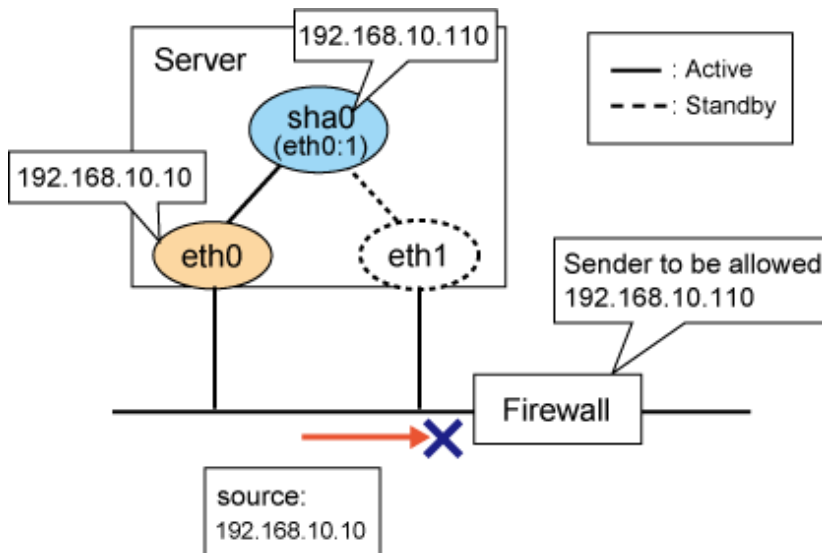 192.168.10.110
Server
sha0
(eth0:1)
192.168.10.10
eth0
eth1
: Active
: Standby
Sender to be allowed
192.168.10.110
Firewall
source:
192.168.10.10